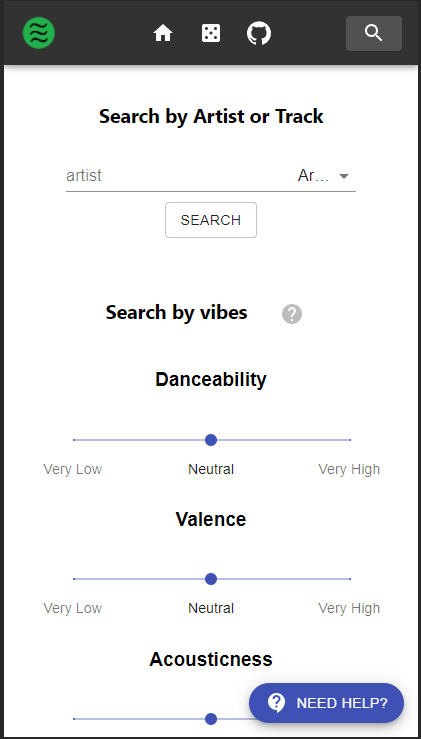 Search by Artist or Track
artist Ar...
SEARCH
Search by vibes
Danceability
Very Low Neutral Very High
Valence
Very Low Neutral Very High
Acousticness
NEED HELP?